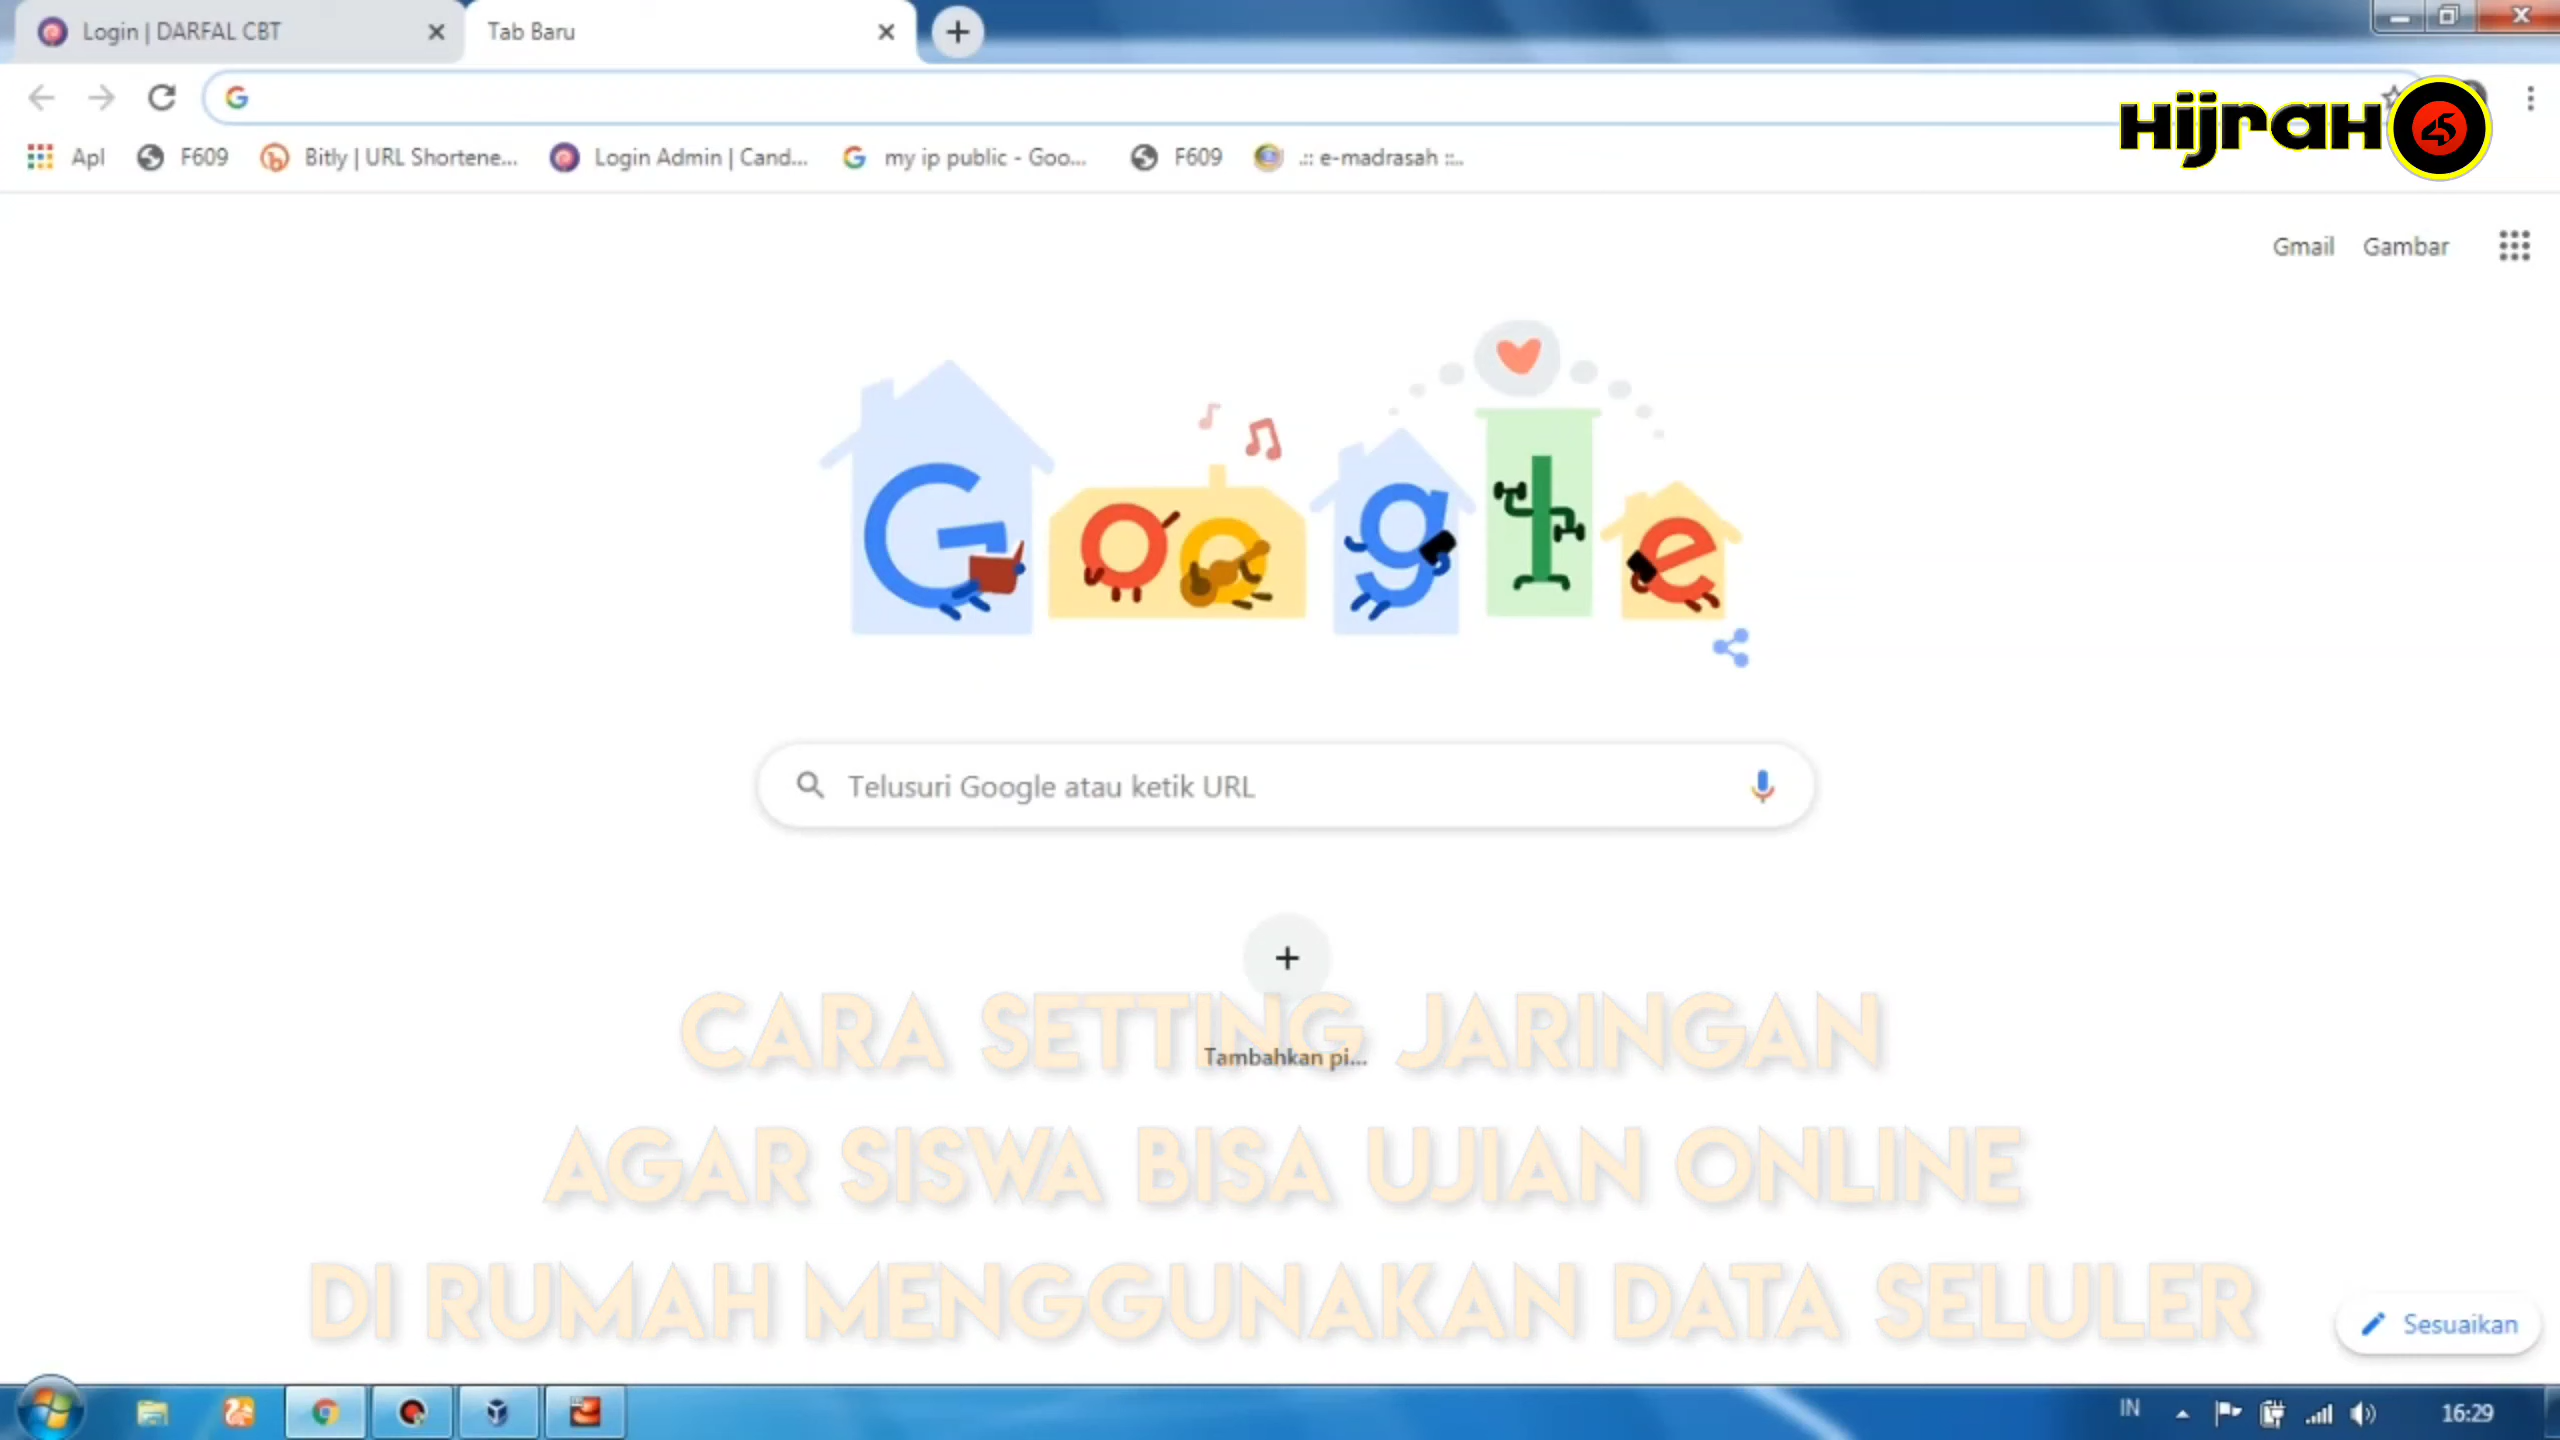 Login | DARFAL CBT
Tab Baru
Apl
F609
Bitly | URL Shortene...
Login Admin | Cand...
my ip public - Goo...
F609
.:: e-madrasah ::..
HijraH 45
Gmail
Gambar
Google
Telusuri Google atau ketik URL
Tambahkan pi...
CARA SETTING JARINGAN
AGAR SISWA BISA UJIAN ONLINE
DI RUMAH MENGGUNAKAN DATA SELULER
Sesuaikan
IN
16:29